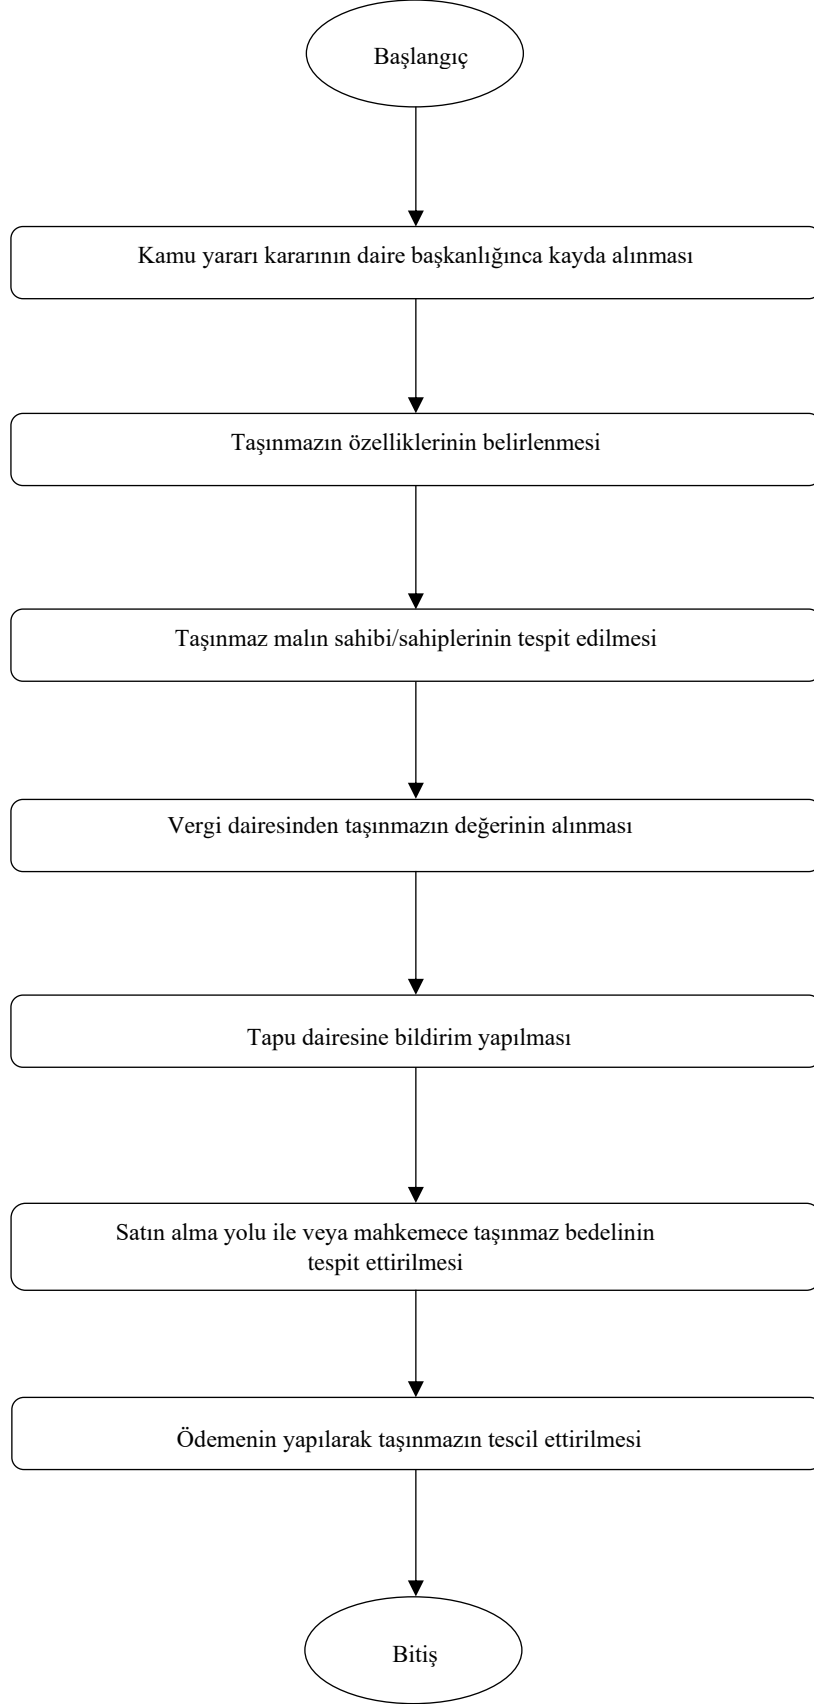 Başlangıç
Kamu yararı kararının daire başkanlığınca kayda alınması
Taşınmazın özelliklerinin belirlenmesi
Taşınmaz malın sahibi/sahiplerinin tespit edilmesi
Vergi dairesinden taşınmazın değerinin alınması
Tapu dairesine bildirim yapılması
Satın alma yolu ile veya mahkemece taşınmaz bedelinin
tespit ettirilmesi
Ödemenin yapılarak taşınmazın tescil ettirilmesi
Bitiş